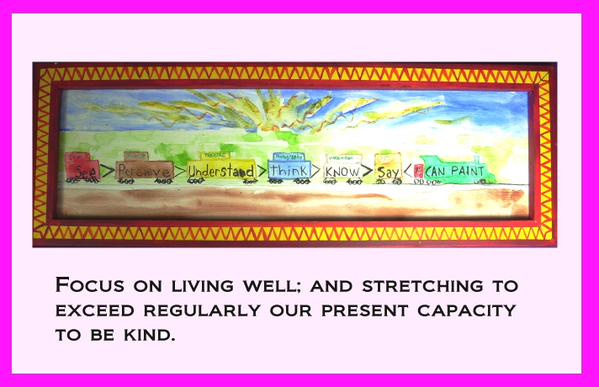 See > Percieve > Understand > Think > KNOW > Say < I CAN PAINT
FOCUS ON LIVING WELL; AND STRETCHING TO
EXCEED REGULARLY OUR PRESENT CAPACITY
TO BE KIND.